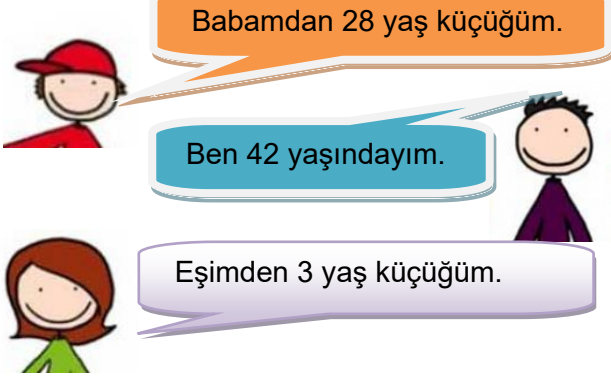 Babamdan 28 yaş küçüğüm.
Ben 42 yaşındayım.
Eşimden 3 yaş küçüğüm.